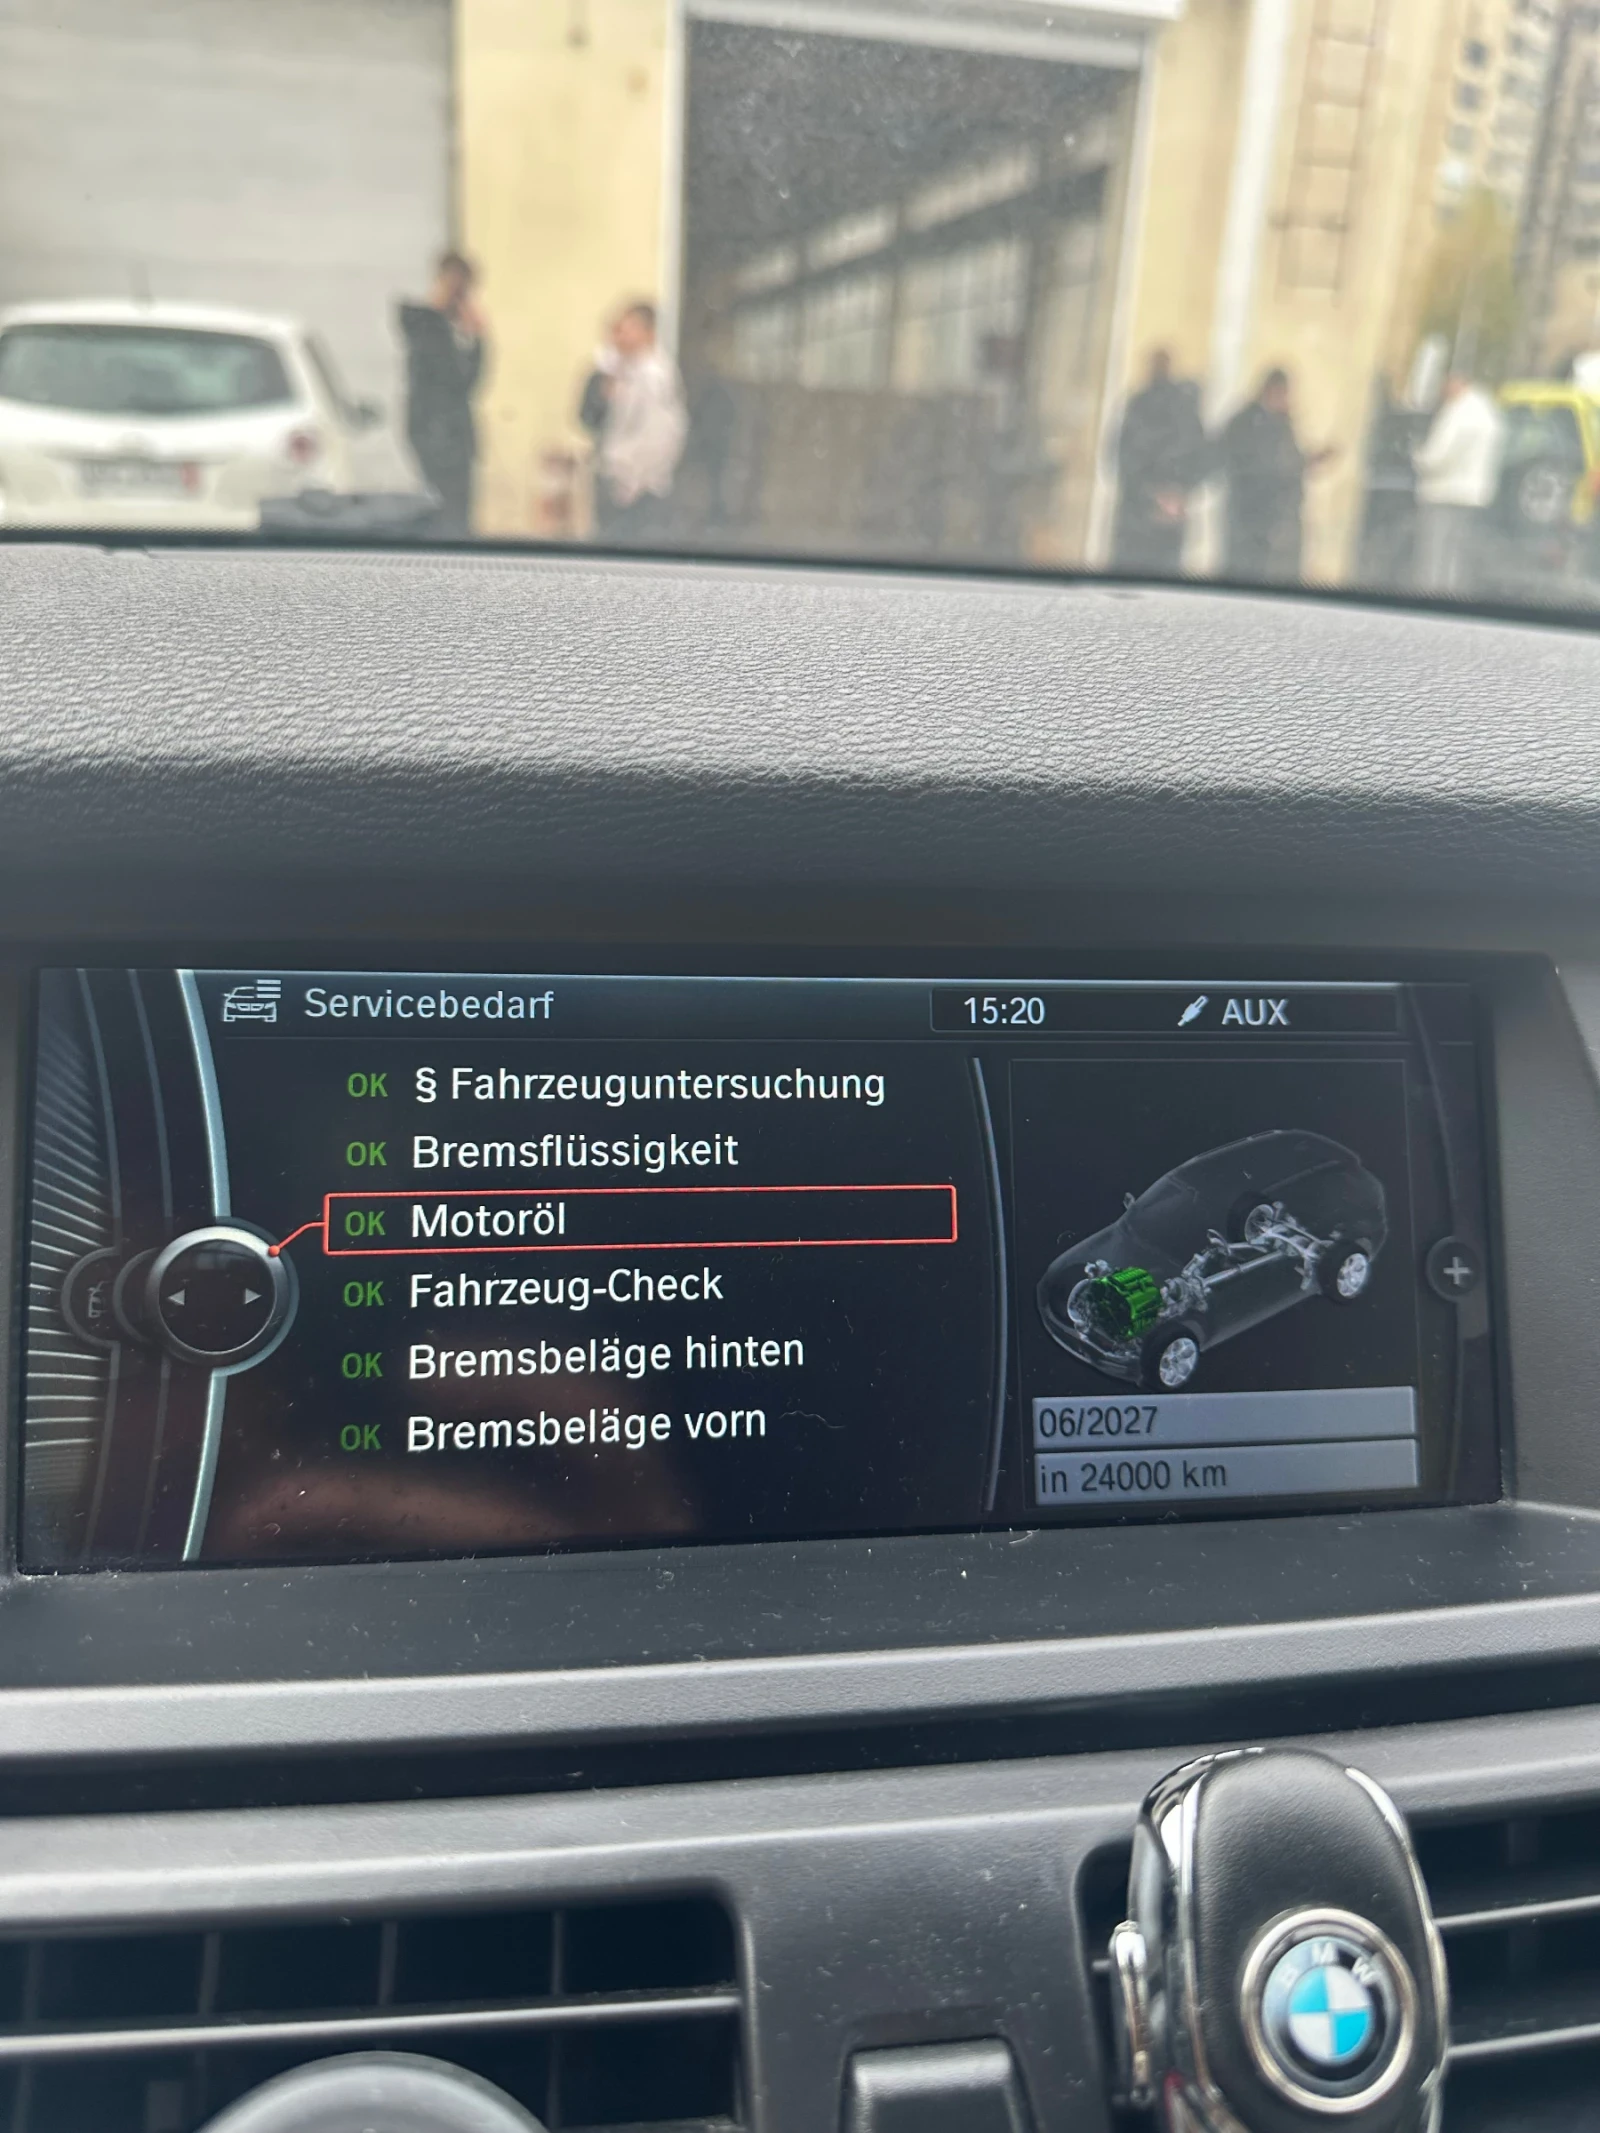 Servicebedarf
15:20
AUX
OK § Fahrzeuguntersuchung
OK Bremsflüssigkeit
OK Motoröl
OK Fahrzeug-Check
OK Bremsbeläge hinten
OK Bremsbeläge vorn
06/2027
in 24000 km
BMW